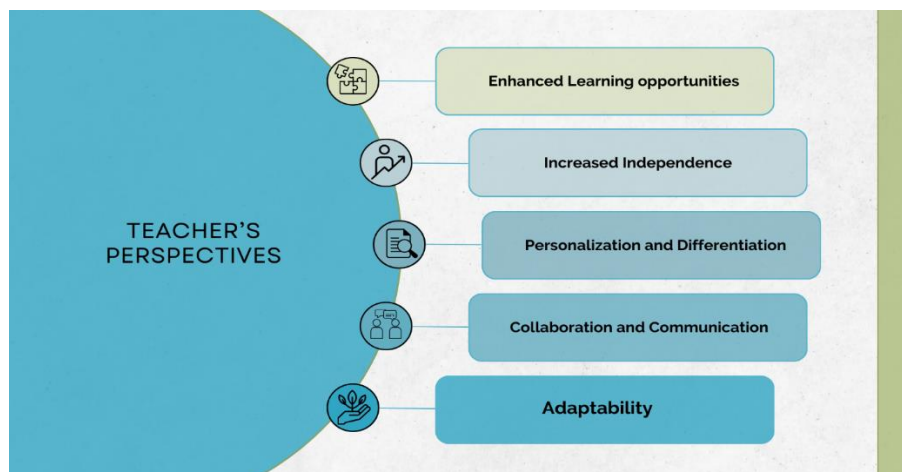 TEACHER'S
PERSPECTIVES
Enhanced Learning opportunities
Increased Independence
Personalization and Differentiation
Collaboration and Communication
Adaptability